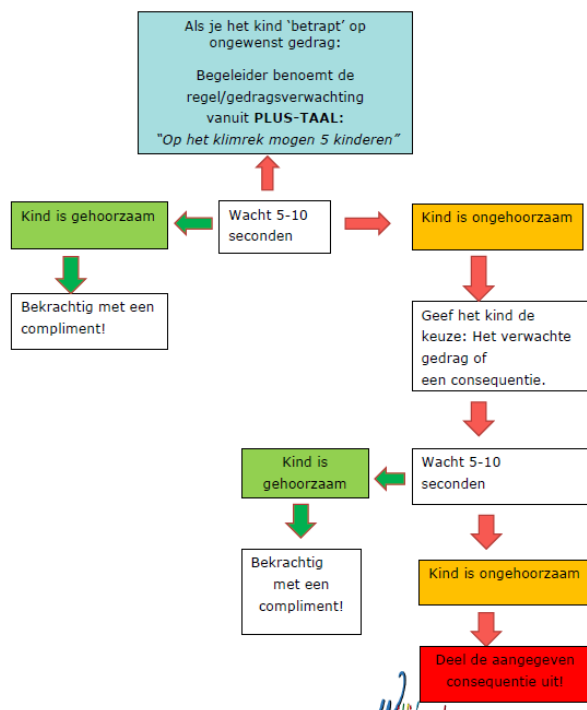 Als je het kind ‘betrapt’ op
ongewenst gedrag:
Begeleider benoemt de
regel/gedragsverwachting
vanuit PLUS-TAAL:
“Op het klimrek mogen 5 kinderen”
Kind is gehoorzaam
Wacht 5-10
seconden
Kind is ongehoorzaam
Bekrachtig met een
compliment!
Geef het kind de
keuze: Het verwachte
gedrag of
een consequentie.
Kind is
gehoorzaam
Wacht 5-10
seconden
Bekrachtig
met een
compliment!
Kind is ongehoorzaam
Deel de aangegeven
consequentie uit!